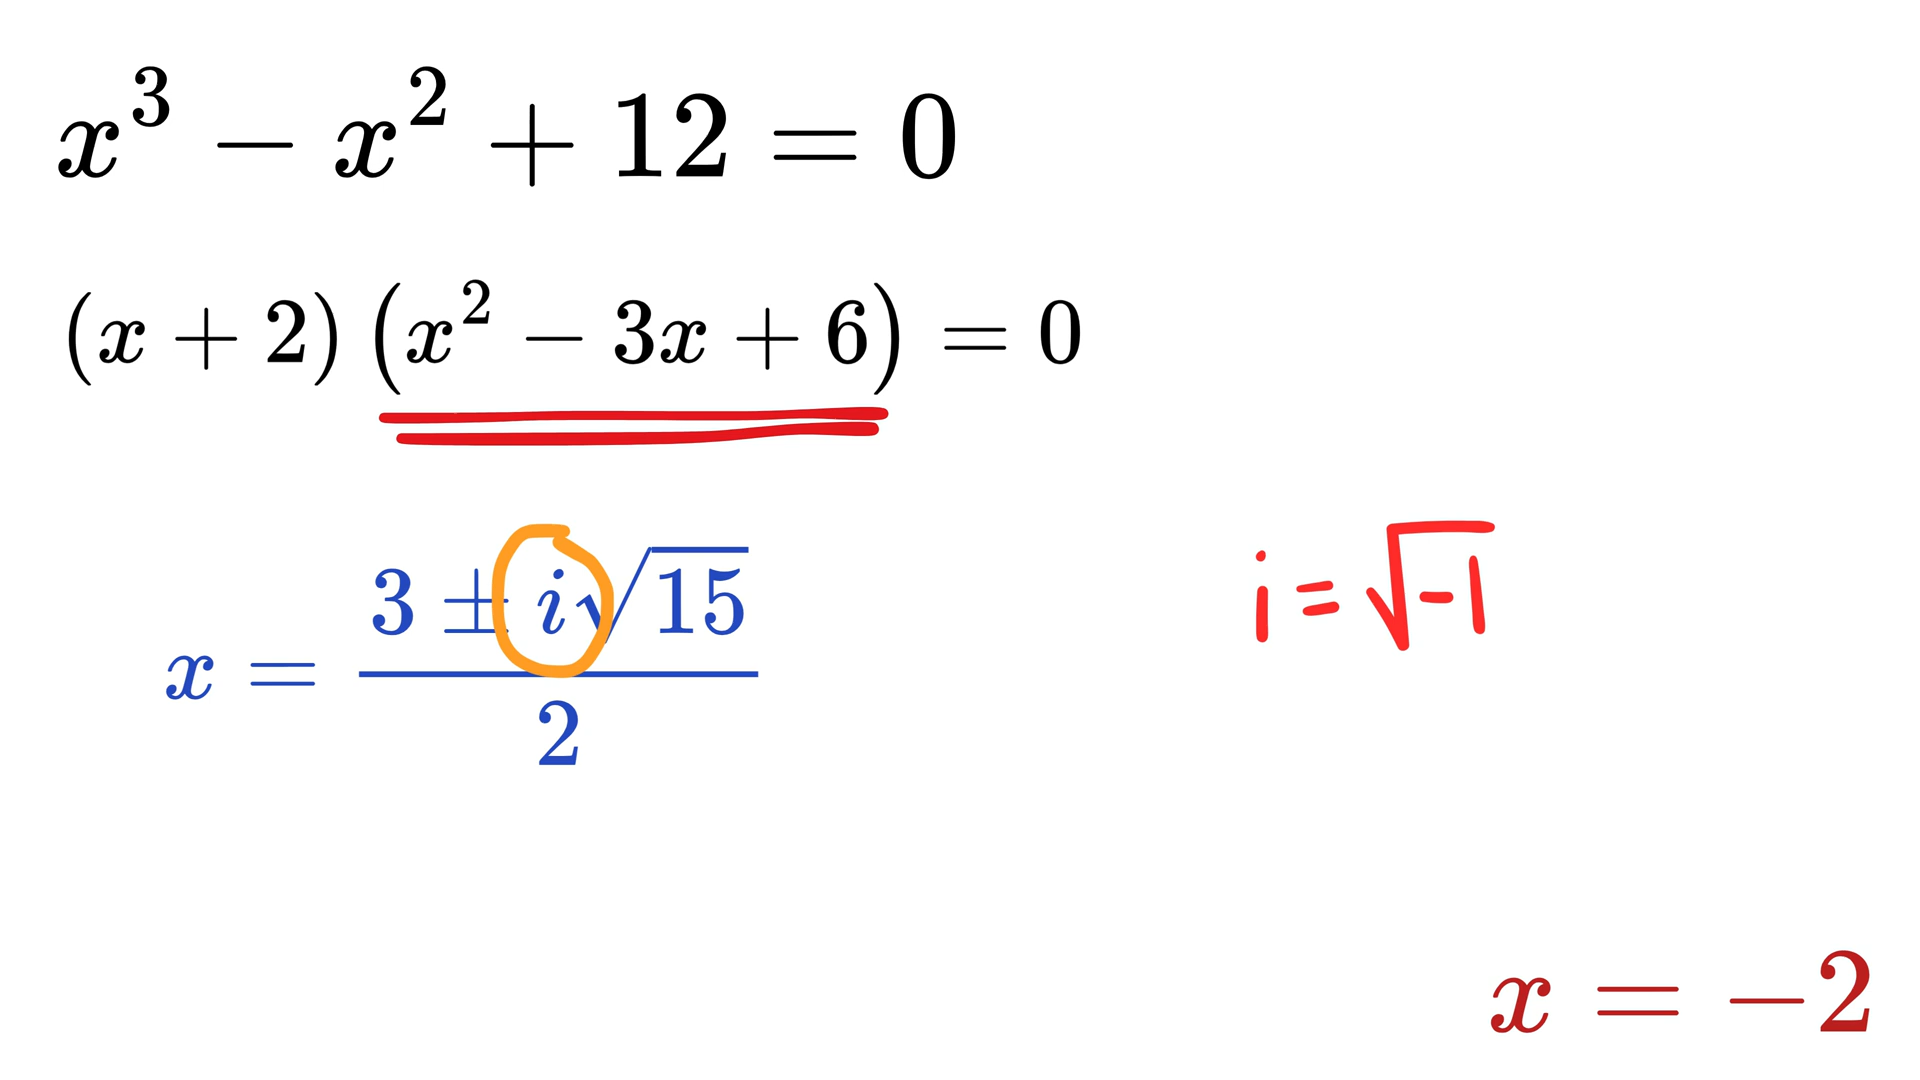 x³ − x² + 12 = 0
(x + 2) (x² − 3x + 6) = 0
x = (3 ± i√15)/2
i = √-1
x = −2